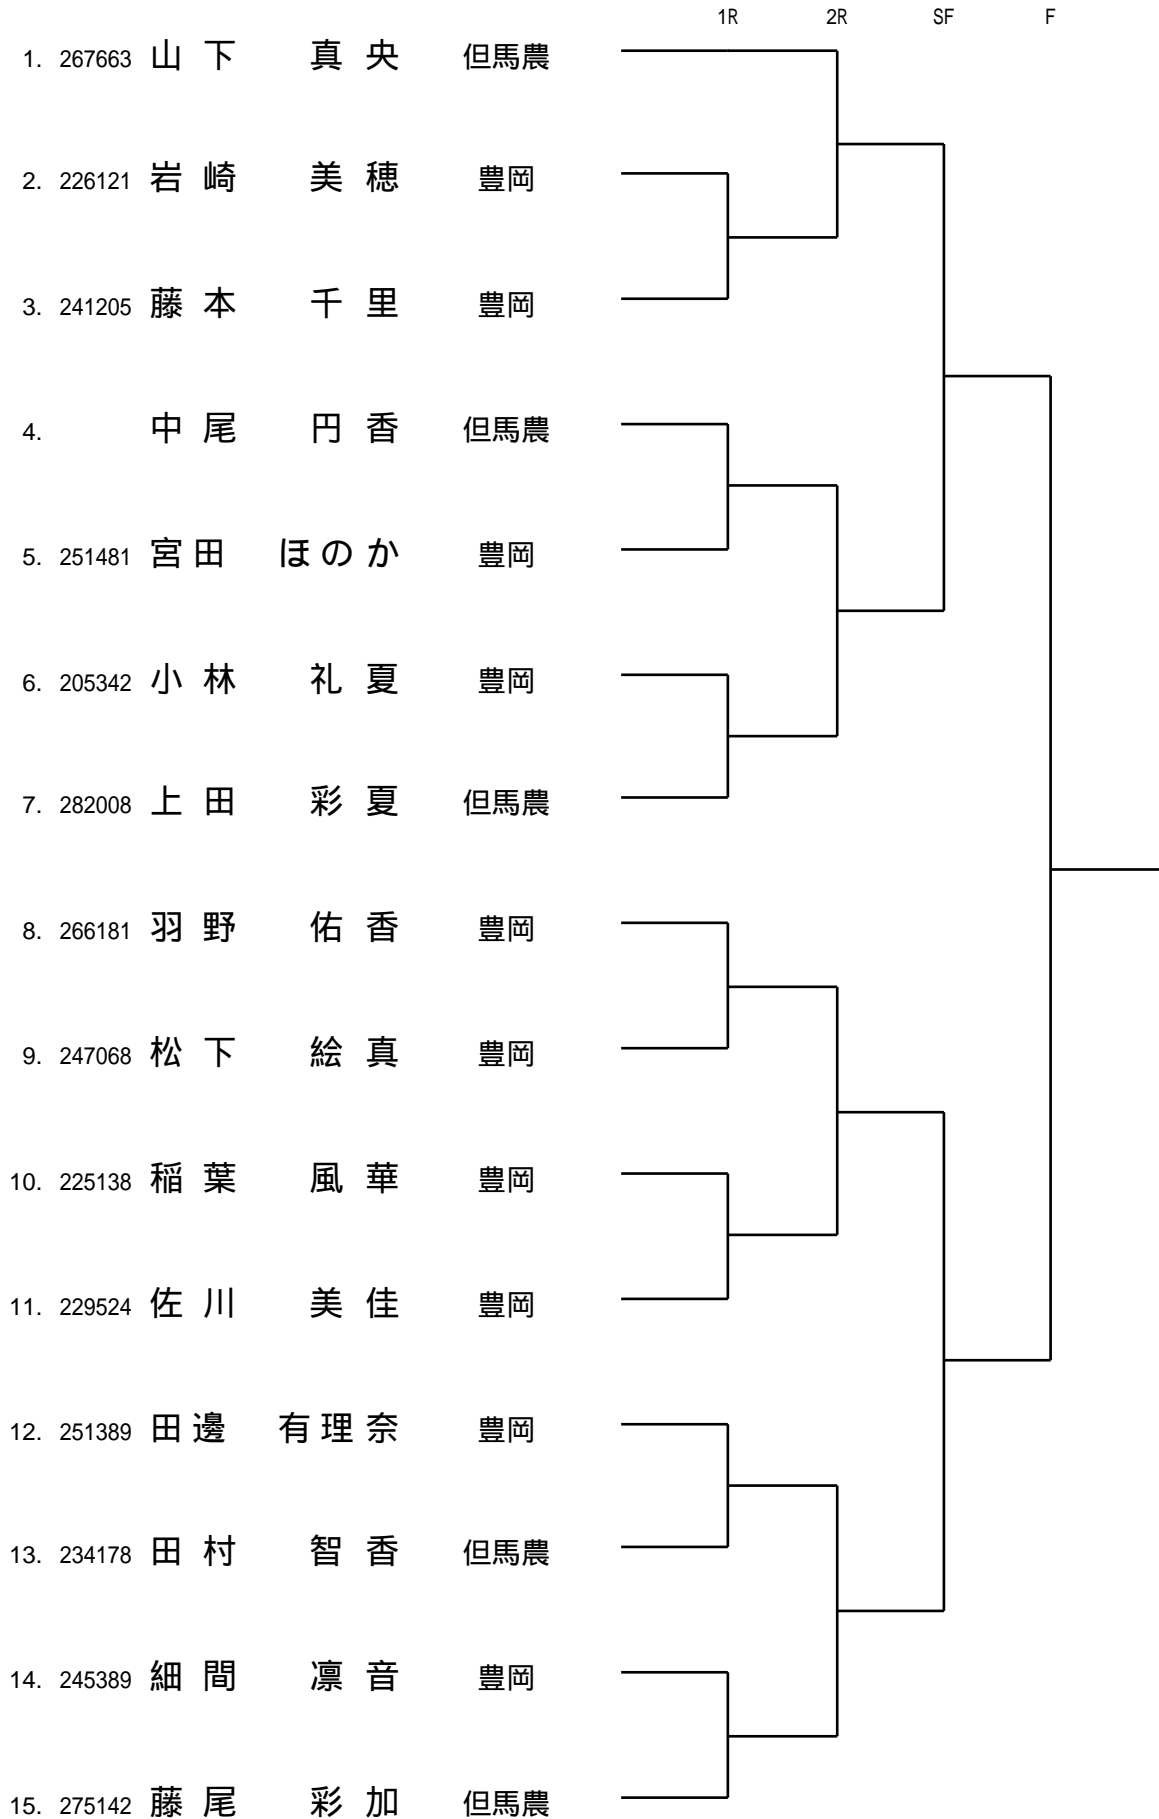 1R 2R SF F
1. 267663 山下 真央 但馬農
2. 226121 岩崎 美穂 豊岡
3. 241205 藤本 千里 豊岡
4. 中尾 円香 但馬農
5. 251481 宮田 ほのか 豊岡
6. 205342 小林 礼夏 豊岡
7. 282008 上田 彩夏 但馬農
8. 266181 羽野 佑香 豊岡
9. 247068 松下 絵真 豊岡
10. 225138 稲葉 風華 豊岡
11. 229524 佐川 美佳 豊岡
12. 251389 田邊 有理奈 豊岡
13. 234178 田村 智香 但馬農
14. 245389 細間 凛音 豊岡
15. 275142 藤尾 彩加 但馬農